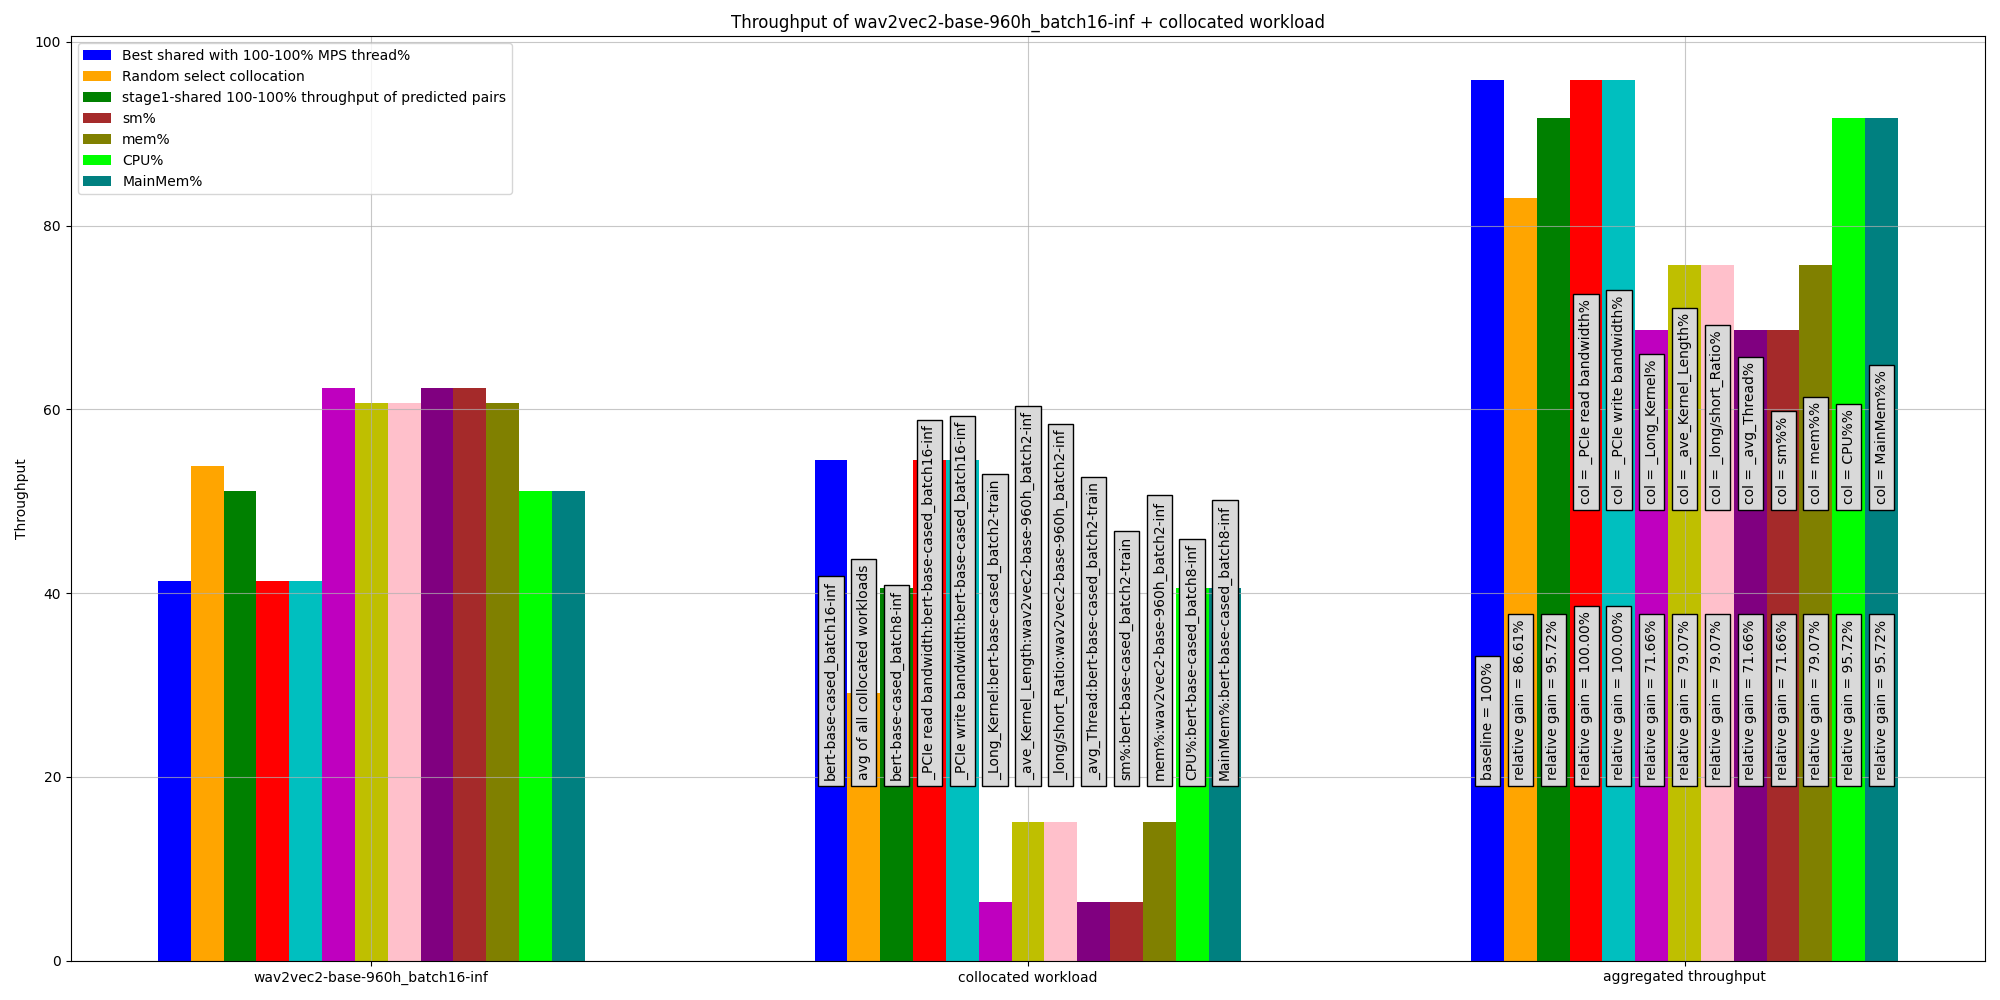 Throughput of wav2vec2-base-960h_batch16-inf + collocated workload
Best shared with 100-100% MPS thread%
Random select collocation
stage1-shared 100-100% throughput of predicted pairs
sm%
mem%
CPU%
MainMem%
Throughput
100
80
60
40
20
0
bert-base-cased_batch16-inf
avg of all collocated workloads
bert-base-cased_batch8-inf
_PCIe read bandwidth:bert-base-cased_batch16-inf
_PCIe write bandwidth:bert-base-cased_batch16-inf
_Long_Kernel:bert-base-cased_batch2-train
_ave_Kernel_Length:wav2vec2-base-960h_batch2-inf
_long/short_Ratio:wav2vec2-base-960h_batch2-inf
_avg_Thread:bert-base-cased_batch2-train
sm%:bert-base-cased_batch2-train
mem%:wav2vec2-base-960h_batch2-inf
CPU%:bert-base-cased_batch8-inf
MainMem%:bert-base-cased_batch8-inf
col = _PCIe read bandwidth%
col = _PCIe write bandwidth%
col = _Long_Kernel%
col = _ave_Kernel_Length%
col = _long/short_Ratio%
col = _avg_Thread%
col = sm%%
col = mem%%
col = CPU%%
col = MainMem%%
baseline = 100%
relative gain = 86.61%
relative gain = 95.72%
relative gain = 100.00%
relative gain = 100.00%
relative gain = 71.66%
relative gain = 79.07%
relative gain = 79.07%
relative gain = 71.66%
relative gain = 71.66%
relative gain = 79.07%
relative gain = 95.72%
relative gain = 95.72%
wav2vec2-base-960h_batch16-inf
collocated workload
aggregated throughput